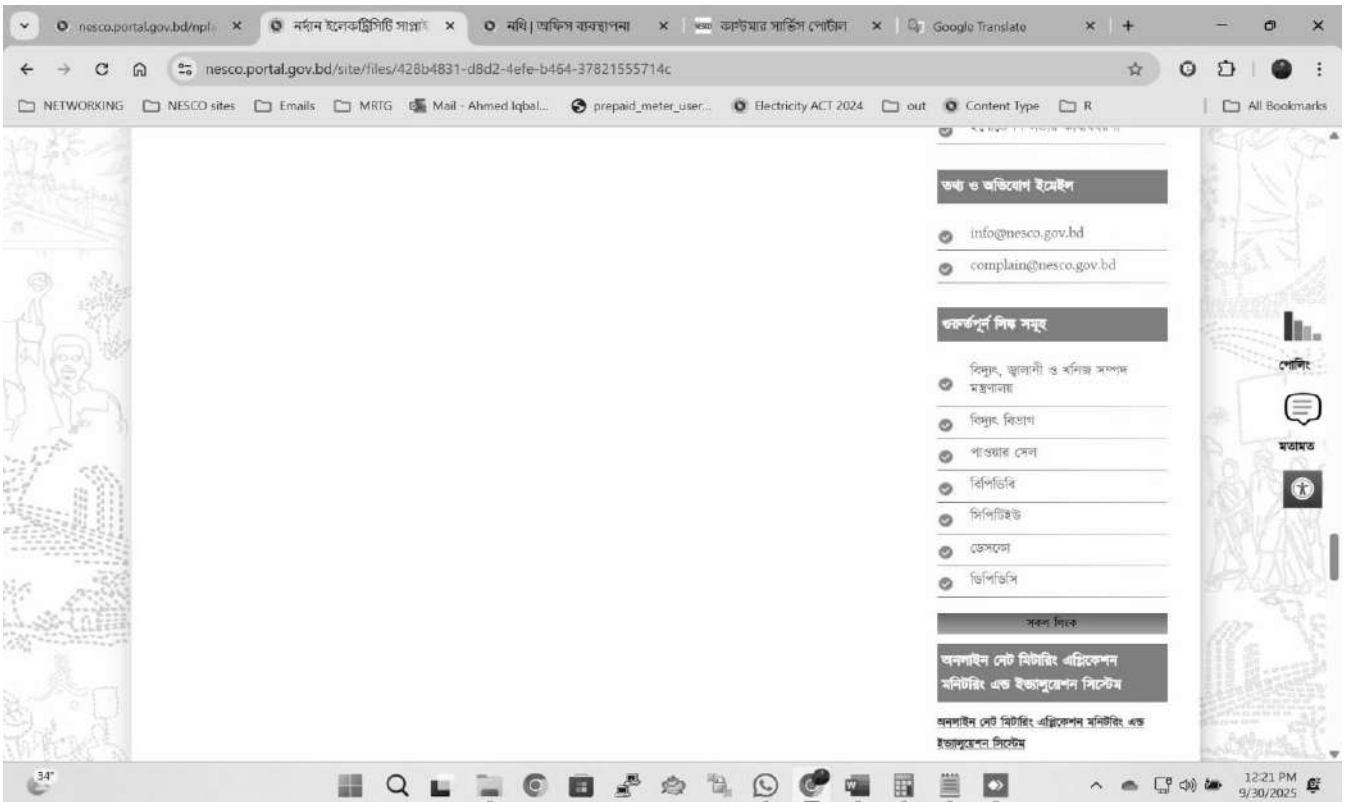 nesco.portal.gov.bd/npl
নর্দান ইলেকট্রিসিটি সাপ্লাই
নথি | অফিস ব্যবস্থাপনা
কাস্টমার সার্ভিস পোর্টাল
Google Translate
nesco.portal.gov.bd/site/files/428b4831-d8d2-4efe-b464-37821555714c
NETWORKING
NESCO sites
Emails
MRTG
Mail - Ahmed Iqbal...
prepaid_meter_user...
Electricity ACT 2024
out
Content Type
R
All Bookmarks
তথ্য ও অভিযোগ ইমেইল
info@nesco.gov.bd
complain@nesco.gov.bd
গুরুর্তপূর্ন লিঙ্ক সমূহ
বিদ্যুৎ, জ্বালানী ও খনিজ সম্পদ
মন্ত্রণালয়
বিদ্যুৎ বিভাগ
পাওয়ার সেল
বিপিডিবি
সিপিটিইউ
ডেসকো
ডিপিডিসি
সকল লিংক
অনলাইন নেট মিটারিং এপ্লিকেশন
মনিটরিং এন্ড ইভ্যালুয়েশন সিস্টেম
অনলাইন নেট মিটারিং এপ্লিকেশন মনিটরিং এন্ড
ইভ্যালুয়েশন সিস্টেম
পোলিং
মতামত
34°
12:21 PM
9/30/2025